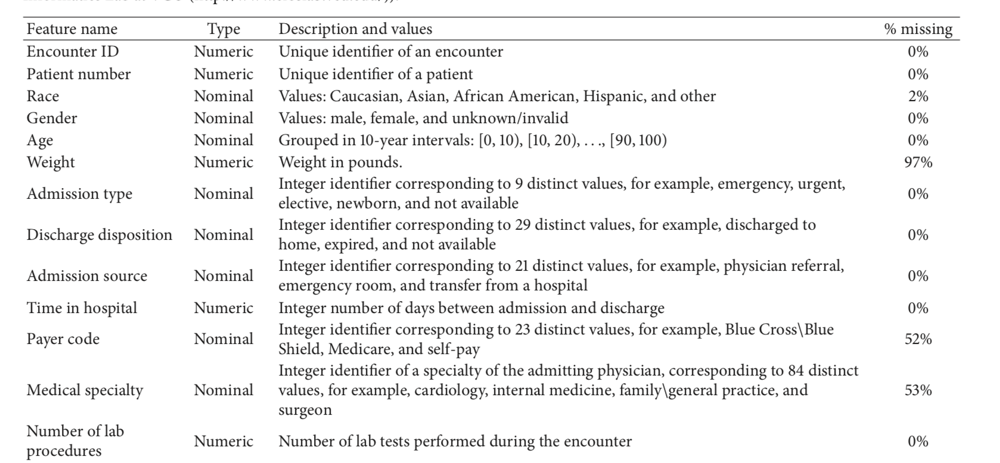 Feature name Type Description and values % missing
Encounter ID Numeric Unique identifier of an encounter 0%
Patient number Numeric Unique identifier of a patient 0%
Race Nominal Values: Caucasian, Asian, African American, Hispanic, and other 2%
Gender Nominal Values: male, female, and unknown/invalid 0%
Age Nominal Grouped in 10-year intervals: [0, 10), [10, 20), . . ., [90, 100) 0%
Weight Numeric Weight in pounds. 97%
Admission type Nominal Integer identifier corresponding to 9 distinct values, for example, emergency, urgent,
elective, newborn, and not available 0%
Discharge disposition Nominal Integer identifier corresponding to 29 distinct values, for example, discharged to
home, expired, and not available 0%
Admission source Nominal Integer identifier corresponding to 21 distinct values, for example, physician referral,
emergency room, and transfer from a hospital 0%
Time in hospital Numeric Integer number of days between admission and discharge 0%
Payer code Nominal Integer identifier corresponding to 23 distinct values, for example, Blue Cross\Blue
Shield, Medicare, and self-pay 52%
Medical specialty Nominal Integer identifier of a specialty of the admitting physician, corresponding to 84 distinct
values, for example, cardiology, internal medicine, family\general practice, and
surgeon 53%
Number of lab
procedures Numeric Number of lab tests performed during the encounter 0%